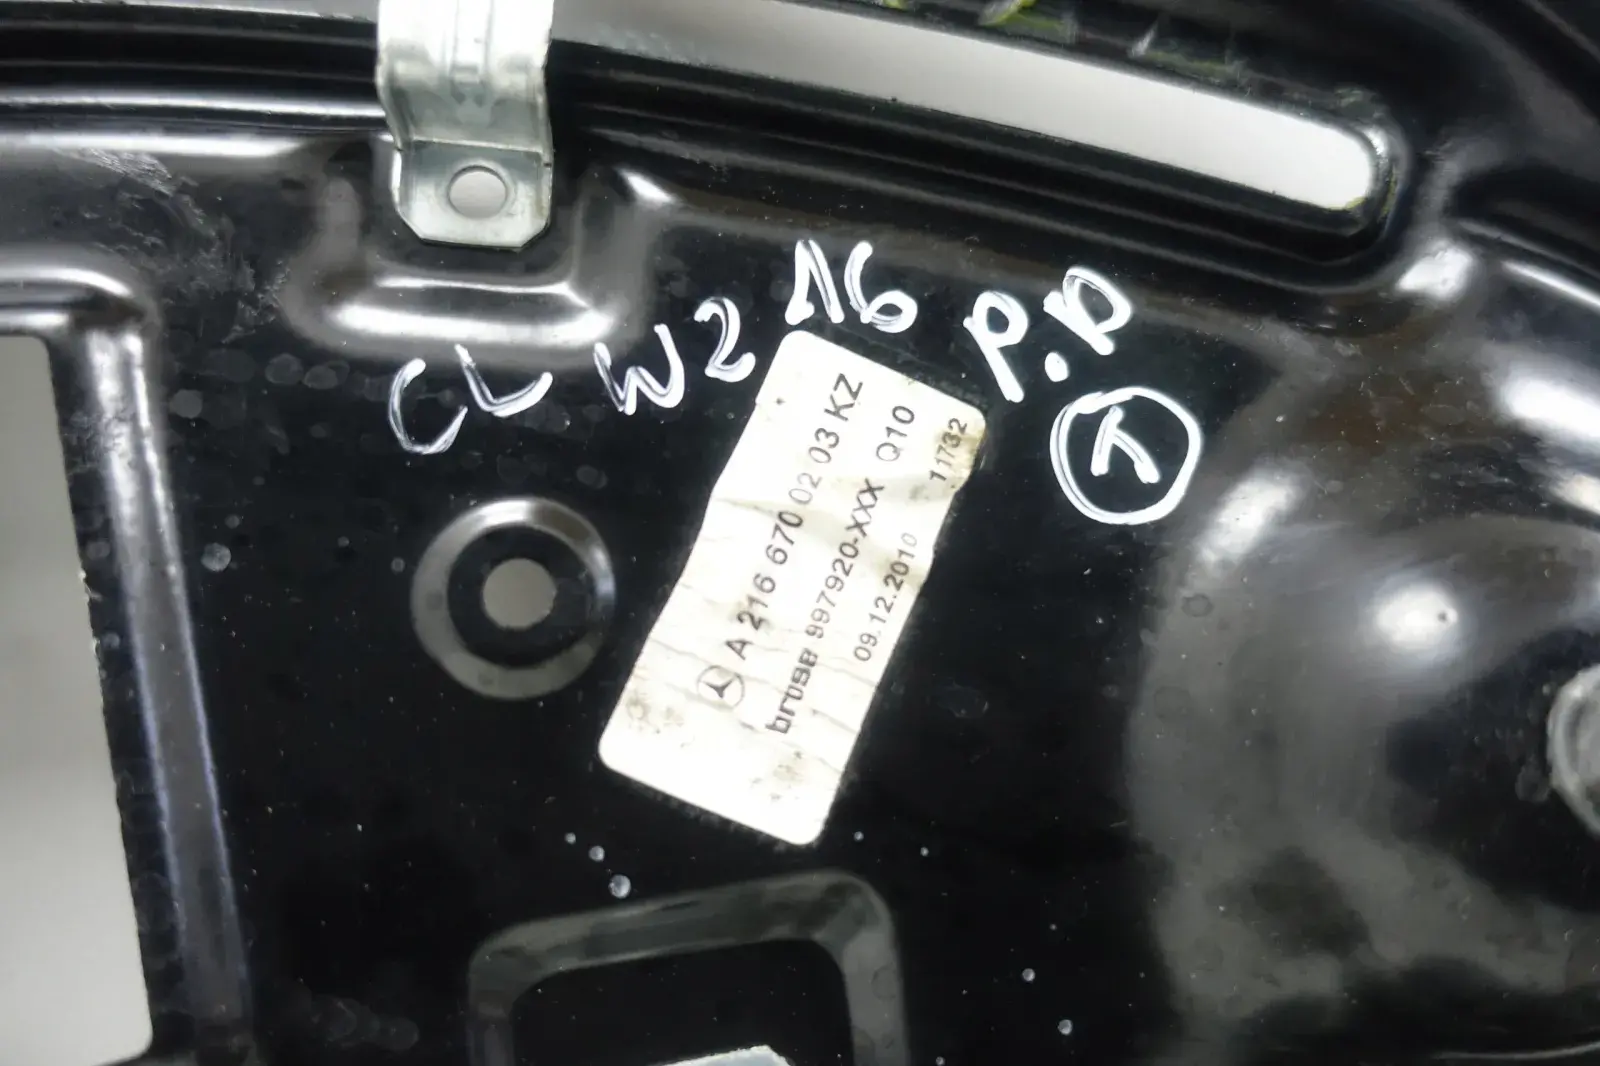 CL W216 P.P
T
A 216 670 02 03 KZ
brose 997920-XXX Q10
09.12.2010 11732